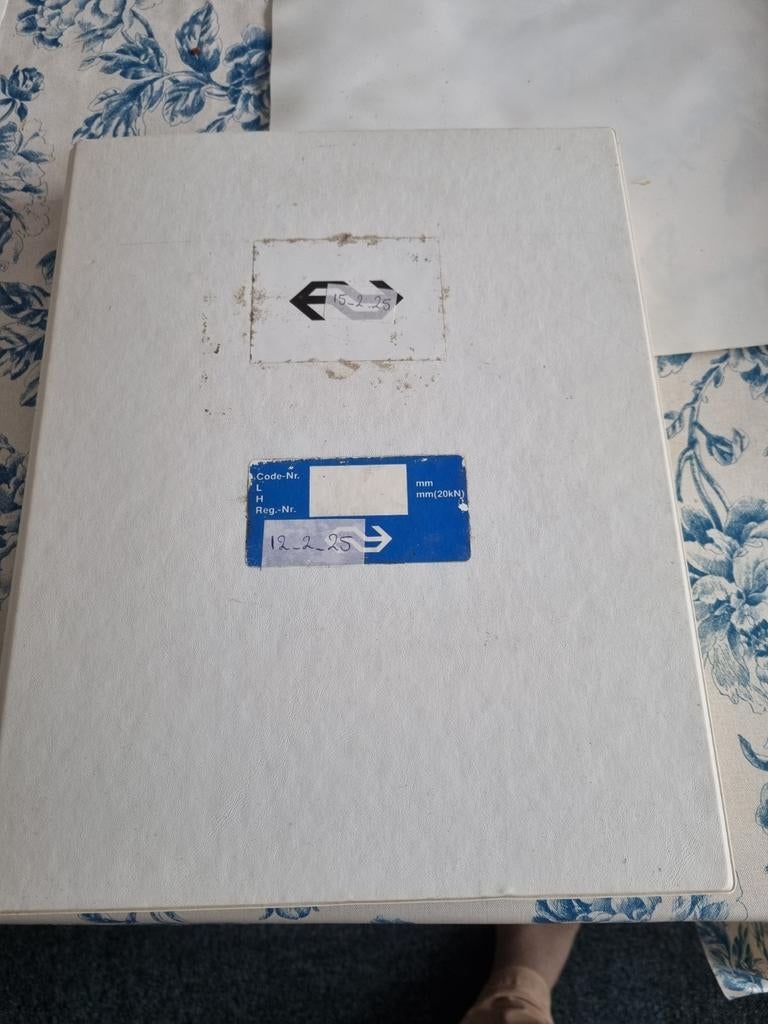 15-2-25
Code-Nr.
L mm
H mm(20kN)
Reg.-Nr.
12-2-25